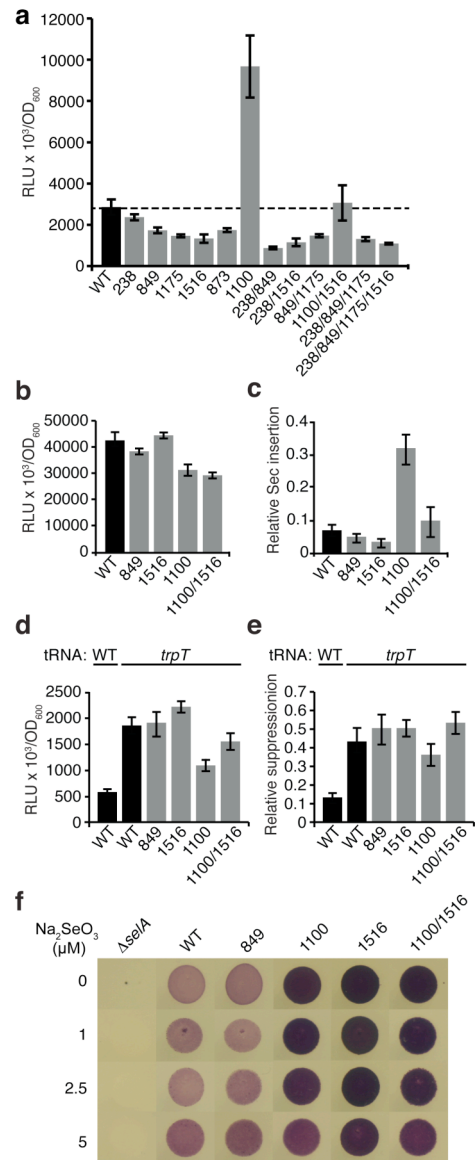 a
RLU x 10³/OD₆₀₀
12000
10000
8000
6000
4000
2000
0
WT 238 849 1175 1516 873 1100 238/849 238/1516 849/1175 1100/1516 238/849/1175 238/849/1175/1516
b
RLU x 10³/OD₆₀₀
50000
40000
30000
20000
10000
0
WT 849 1516 1100 1100/1516
c
Relative Sec insertion
0.4
0.3
0.2
0.1
0
WT 849 1516 1100 1100/1516
d
tRNA: WT trpT
RLU x 10³/OD₆₀₀
2500
2000
1500
1000
500
0
WT WT 849 1516 1100 1100/1516
e
tRNA: WT trpT
Relative suppressionion
0.7
0.6
0.5
0.4
0.3
0.2
0.1
0
WT WT 849 1516 1100 1100/1516
f
Na₂SeO₃
(µM)
ΔselA WT 849 1100 1516 1100/1516
0
1
2.5
5